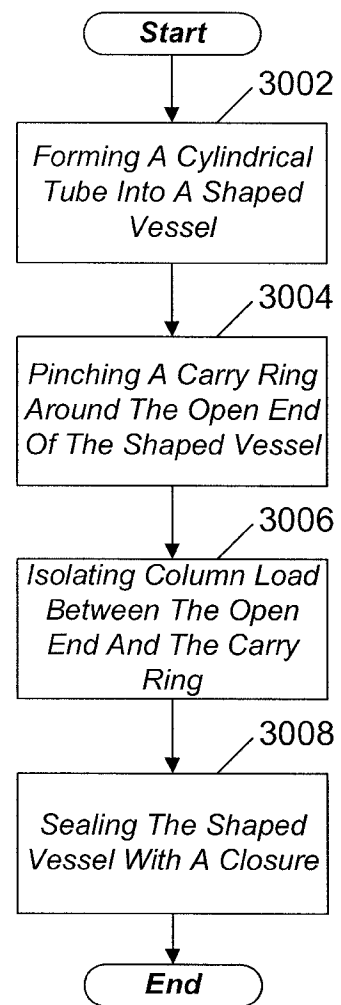 Start
3002
Forming A Cylindrical
Tube Into A Shaped
Vessel
3004
Pinching A Carry Ring
Around The Open End
Of The Shaped Vessel
3006
Isolating Column Load
Between The Open
End And The Carry
Ring
3008
Sealing The Shaped
Vessel With A Closure
End